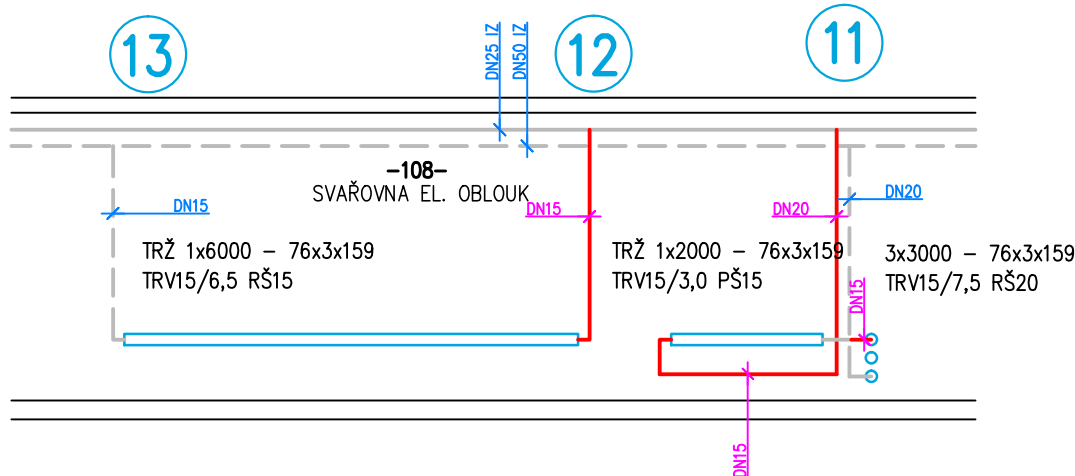 13
12
11
DN25 IZ
DN50 IZ
-108-
SVAŘOVNA EL. OBLOUK
DN15
DN15
DN20
DN20
TRŽ 1x6000 – 76x3x159
TRV15/6,5 RŠ15
TRŽ 1x2000 – 76x3x159
TRV15/3,0 PŠ15
3x3000 – 76x3x159
TRV15/7,5 RŠ20
DN15
DN15